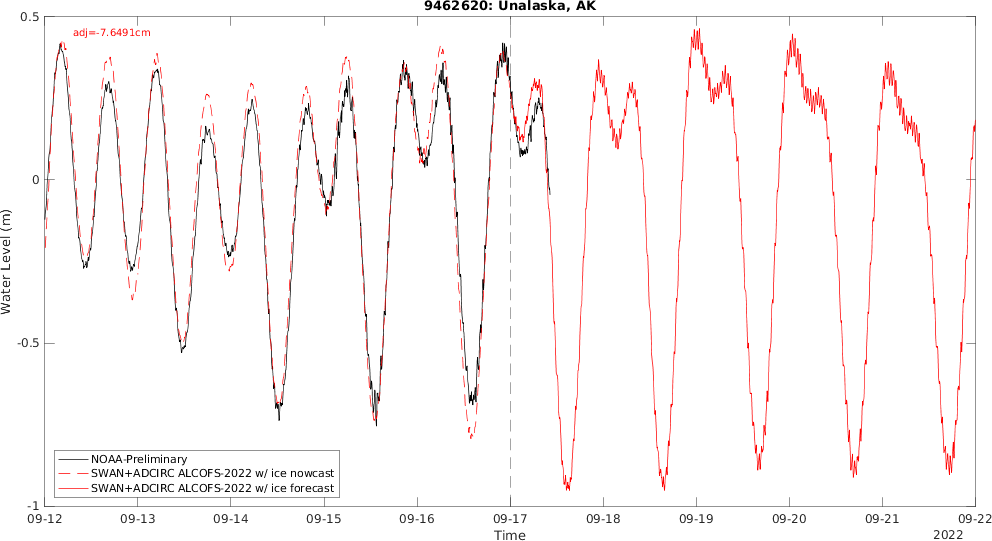 9462620: Unalaska, AK
adj=-7.6491cm
0.5
0
-0.5
-1
Water Level (m)
NOAA-Preliminary
SWAN+ADCIRC ALCOFS-2022 w/ ice nowcast
SWAN+ADCIRC ALCOFS-2022 w/ ice forecast
09-12 09-13 09-14 09-15 09-16 09-17 09-18 09-19 09-20 09-21 09-22
Time
2022